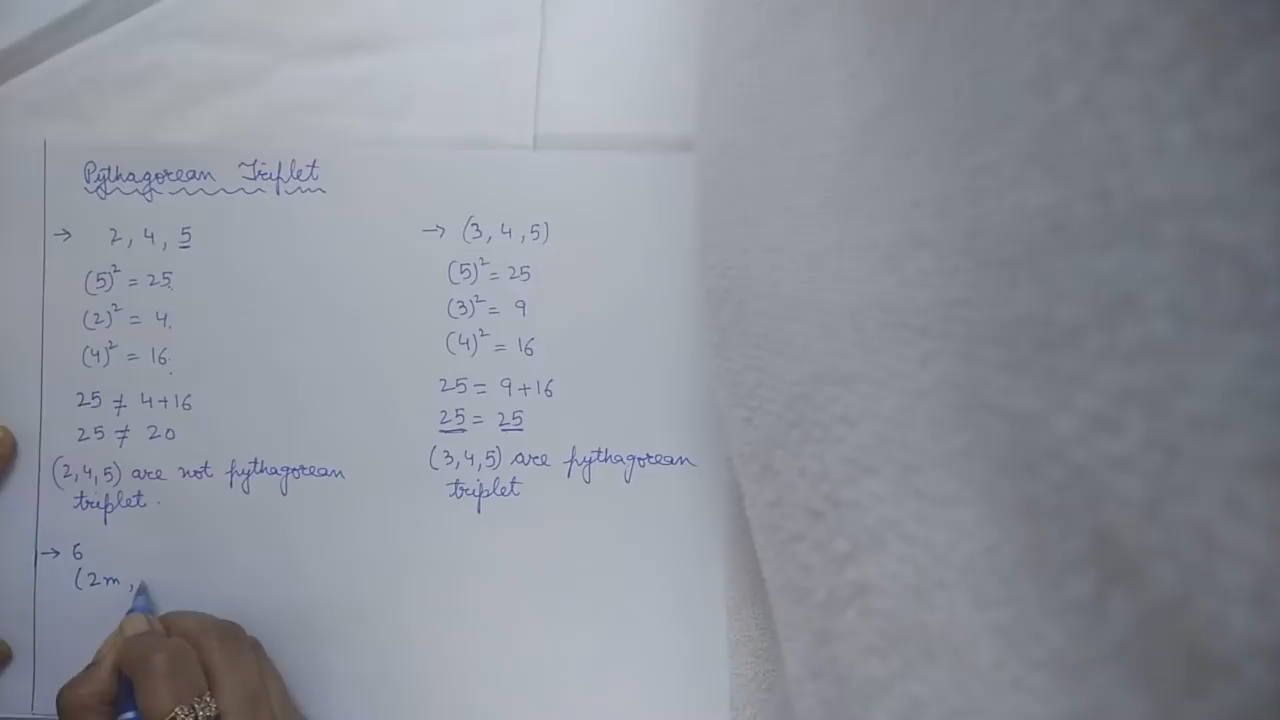 Pythagorean Triplet
→ 2, 4, 5
(5)² = 25
(2)² = 4
(4)² = 16
25 ≠ 4+16
25 ≠ 20
(2,4,5) are not pythagorean
triplet.
→ (3, 4, 5)
(5)² = 25
(3)² = 9
(4)² = 16
25 = 9+16
25 = 25
(3,4,5) are pythagorean
triplet
→ 6
(2m,